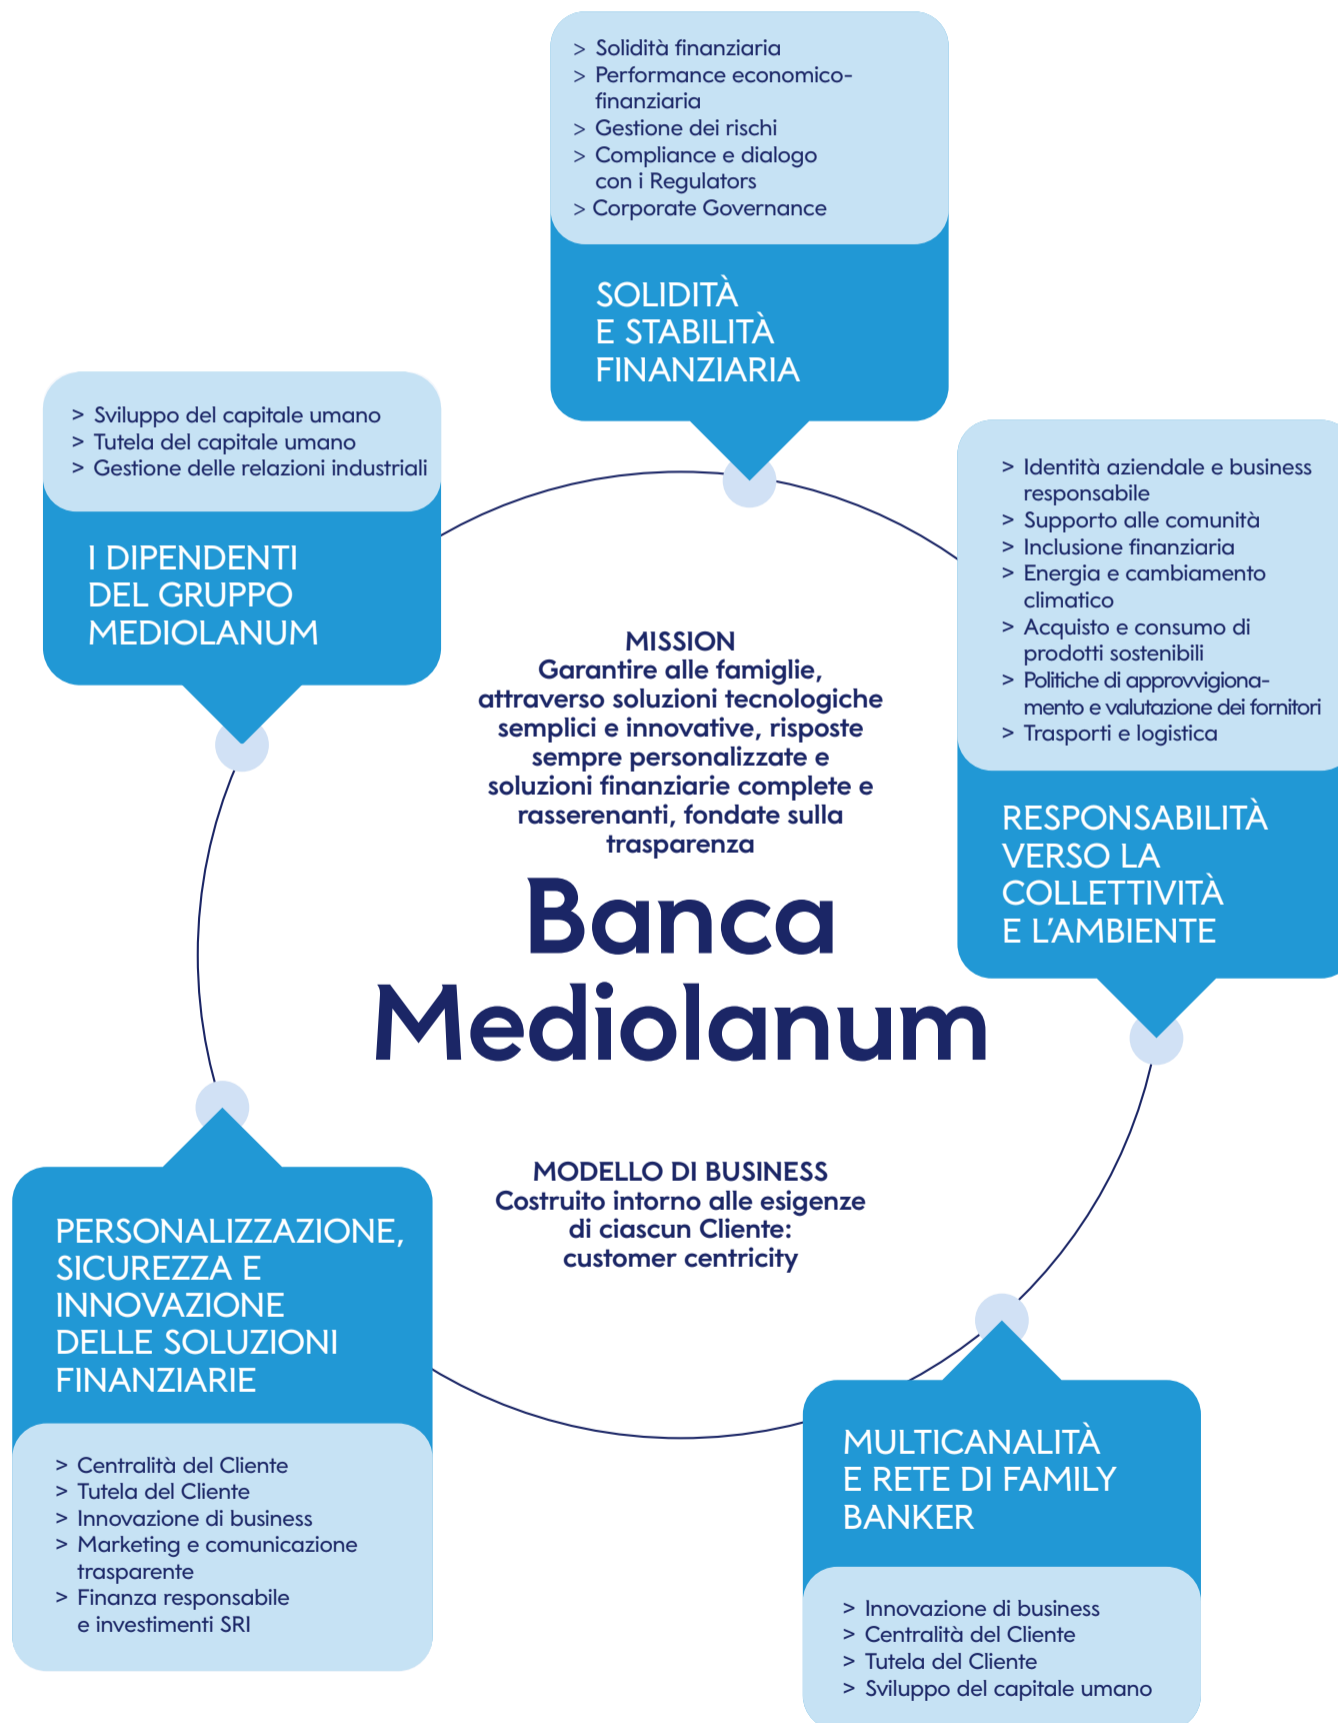 > Solidità finanziaria
> Performance economico-
finanziaria
> Gestione dei rischi
> Compliance e dialogo
con i Regulators
> Corporate Governance
SOLIDITÀ
E STABILITÀ
FINANZIARIA
> Sviluppo del capitale umano
> Tutela del capitale umano
> Gestione delle relazioni industriali
I DIPENDENTI
DEL GRUPPO
MEDIOLANUM
> Identità aziendale e business
responsabile
> Supporto alle comunità
> Inclusione finanziaria
> Energia e cambiamento
climatico
> Acquisto e consumo di
prodotti sostenibili
> Politiche di approvvigiona-
mento e valutazione dei fornitori
> Trasporti e logistica
RESPONSABILITÀ
VERSO LA
COLLETTIVITÀ
E L'AMBIENTE
MISSION
Garantire alle famiglie,
attraverso soluzioni tecnologiche
semplici e innovative, risposte
sempre personalizzate e
soluzioni finanziarie complete e
rasserenanti, fondate sulla
trasparenza
Banca
Mediolanum
MODELLO DI BUSINESS
Costruito intorno alle esigenze
di ciascun Cliente:
customer centricity
PERSONALIZZAZIONE,
SICUREZZA E
INNOVAZIONE
DELLE SOLUZIONI
FINANZIARIE
> Centralità del Cliente
> Tutela del Cliente
> Innovazione di business
> Marketing e comunicazione
trasparente
> Finanza responsabile
e investimenti SRI
MULTICANALITÀ
E RETE DI FAMILY
BANKER
> Innovazione di business
> Centralità del Cliente
> Tutela del Cliente
> Sviluppo del capitale umano